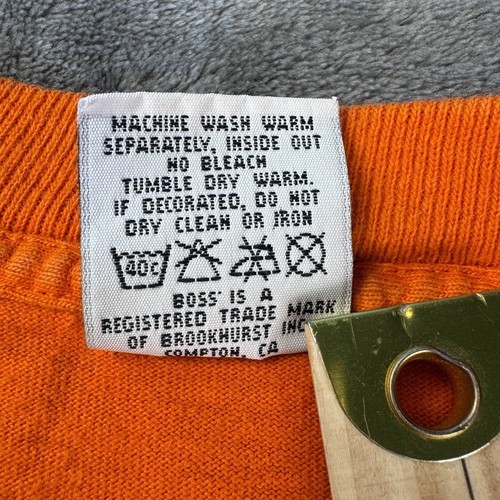 MACHINE WASH WARM
SEPARATELY, INSIDE OUT
NO BLEACH
TUMBLE DRY WARM.
IF DECORATED, DO NOT
DRY CLEAN OR IRON
40°
BOSS' IS A
REGISTERED TRADE MARK
OF BROOKHURST INC
COMPTON, CA